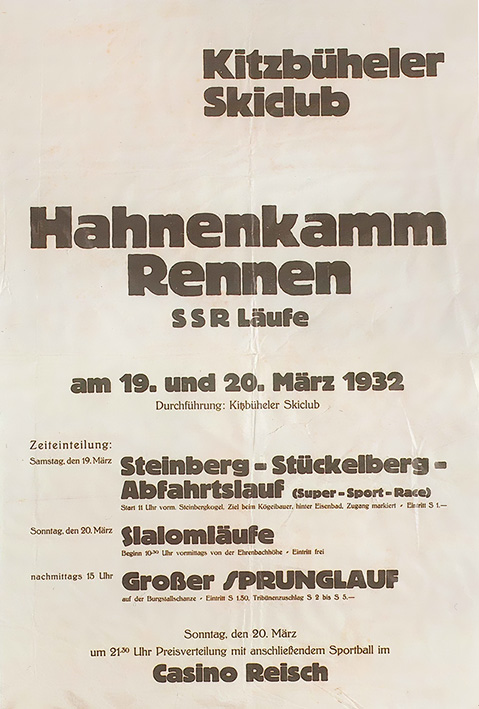 Kitzbüheler
Skiclub
Hahnenkamm
Rennen
SSR Läufe
am 19. und 20. März 1932
Durchführung: Kitzbüheler Skiclub
Zeiteinteilung:
Samstag, den 19. März Steinberg-Stückelberg-
Abfahrtslauf (Super-Sport-Race)
Start 11 Uhr vorm. Steinbergkogel, Ziel beim Kögelbauer, hinter Eisenbad, Zugang markiert • Eintritt S 1.—
Sonntag, den 20. März Slalomläufe
Beginn 10·30 Uhr vormittags von der Ehrenbachhöhe • Eintritt frei
nachmittags 15 Uhr Großer SPRUNGLAUF
auf der Burgstallschanze • Eintritt S 1.50, Tribünenzuschlag S 2 bis S 5.—
Sonntag, den 20. März
um 21·30 Uhr Preisverteilung mit anschließendem Sportball im
Casino Reisch